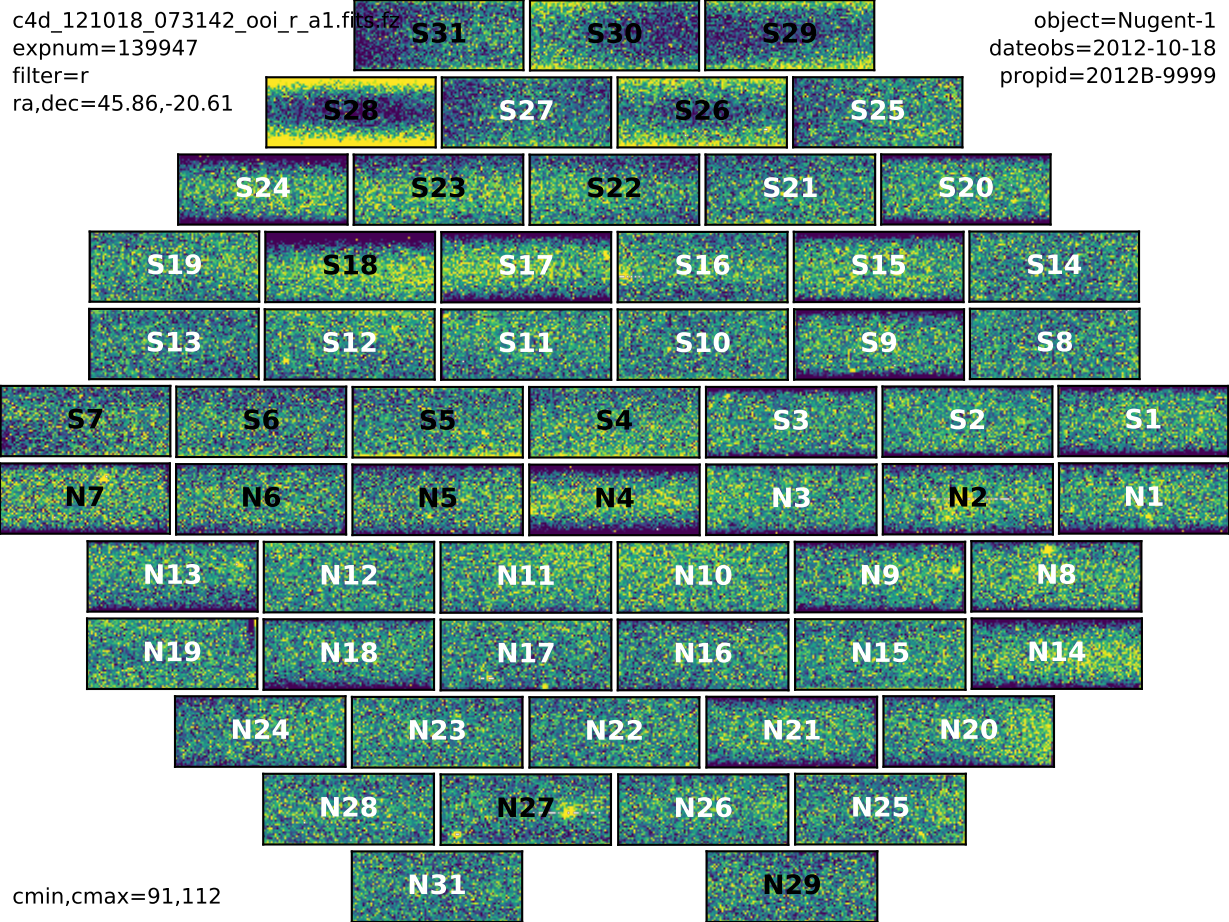 c4d_121018_073142_ooi_r_a1.fits.fz
expnum=139947
filter=r
ra,dec=45.86,-20.61
object=Nugent-1
dateobs=2012-10-18
propid=2012B-9999
S31 S30 S29
S28 S27 S26 S25
S24 S23 S22 S21 S20
S19 S18 S17 S16 S15 S14
S13 S12 S11 S10 S9 S8
S7 S6 S5 S4 S3 S2 S1
N7 N6 N5 N4 N3 N2 N1
N13 N12 N11 N10 N9 N8
N19 N18 N17 N16 N15 N14
N24 N23 N22 N21 N20
N28 N27 N26 N25
N31 N29
cmin,cmax=91,112